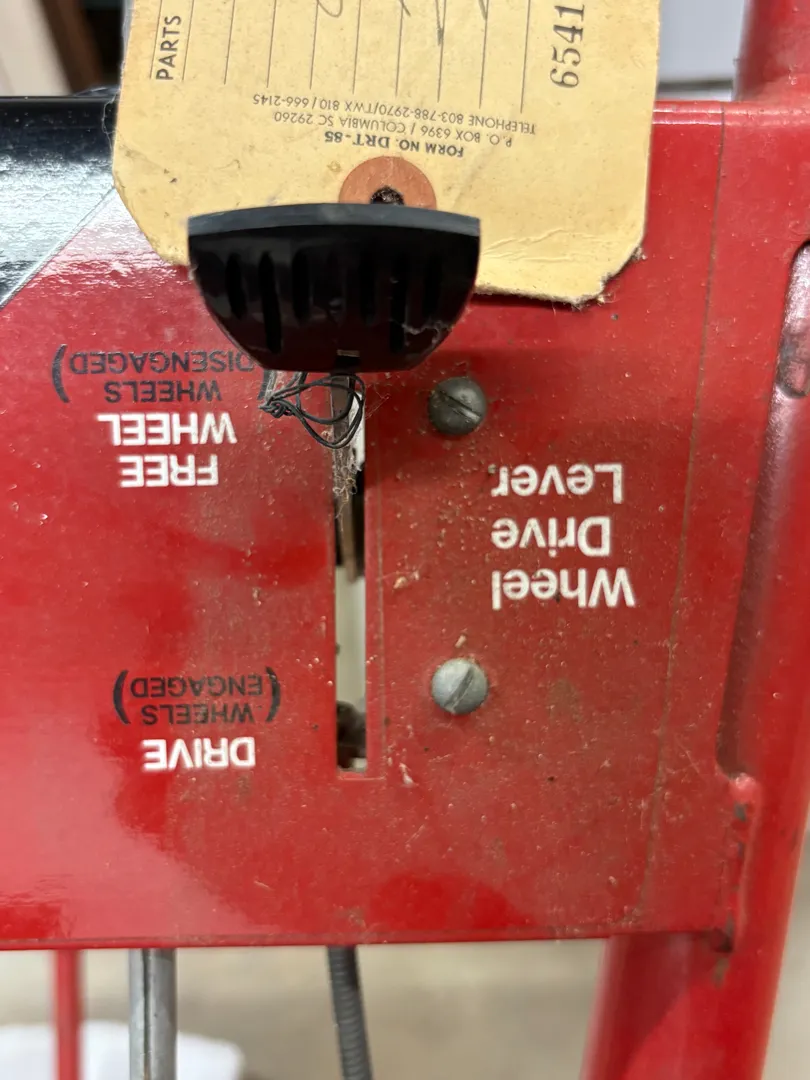 Wheel
Drive
Lever.
DRIVE
(WHEELS
ENGAGED)
FREE
WHEEL
(WHEELS
DISENGAGED)
FORM NO. DRT-85
P. O. BOX 6396 / COLUMBIA SC 29260
TELEPHONE 803-788-2970/TWX 810/666-2145
PARTS
6541